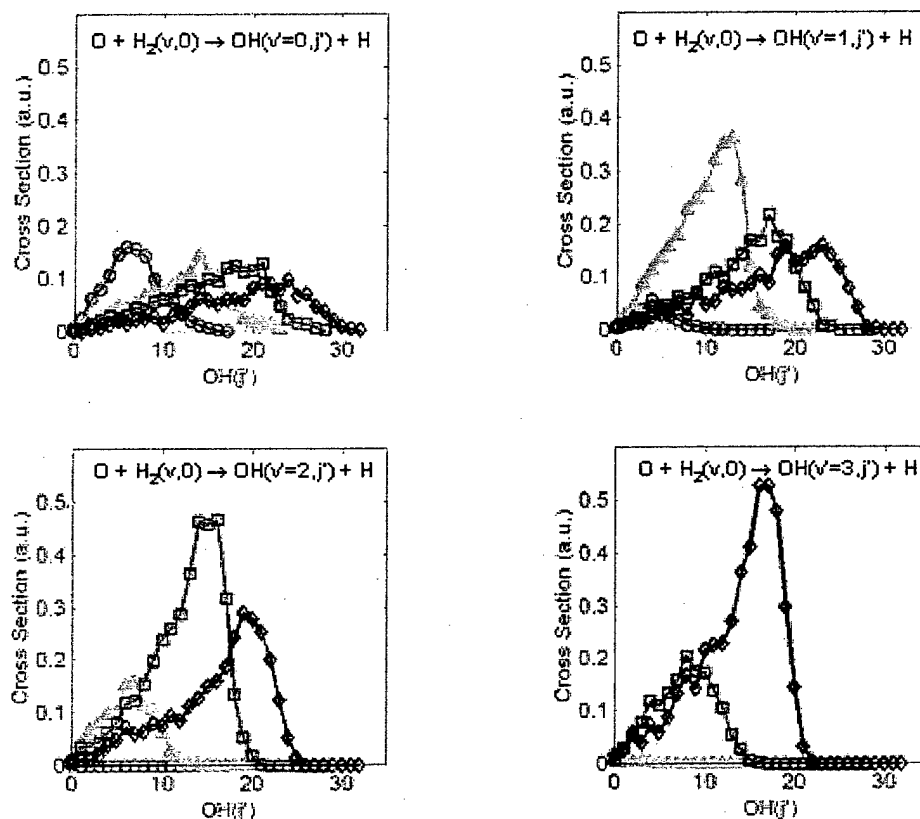 O + H₂(v,0) → OH(v'=0,j') + H
Cross Section (a.u.)
0.5
0.4
0.3
0.2
0.1
0
0 10 20 30
OH(j')
O + H₂(v,0) → OH(v'=1,j') + H
Cross Section (a.u.)
0.5
0.4
0.3
0.2
0.1
0
0 10 20 30
OH(j')
O + H₂(v,0) → OH(v'=2,j') + H
Cross Section (a.u.)
0.5
0.4
0.3
0.2
0.1
0
0 10 20 30
OH(j')
O + H₂(v,0) → OH(v'=3,j') + H
Cross Section (a.u.)
0.5
0.4
0.3
0.2
0.1
0
0 10 20 30
OH(j')